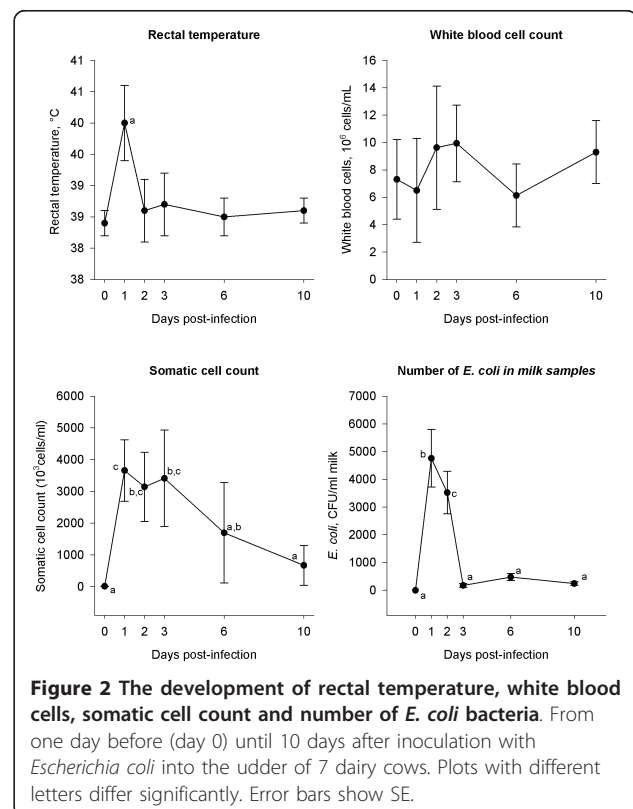 Rectal temperature
Rectal temperature, °C
41
41
40
40
39
39
38
38
0 1 2 3 6 10
a
Days post-infection
White blood cell count
White blood cells, 10⁶ cells/mL
16
14
12
10
8
6
4
2
0
0 1 2 3 6 10
Days post-infection
Somatic cell count
Somatic cell count (10³cells/ml)
6000
5000
4000
3000
2000
1000
0
a
c
b,c
b,c
a,b
a
0 1 2 3 6 10
Days post-infection
Number of E. coli in milk samples
E. coli, CFU/ml milk
7000
6000
5000
4000
3000
2000
1000
0
a
b
c
a
a
a
0 1 2 3 6 10
Days post-infection
Figure 2 The development of rectal temperature, white blood
cells, somatic cell count and number of E. coli bacteria. From
one day before (day 0) until 10 days after inoculation with
Escherichia coli into the udder of 7 dairy cows. Plots with different
letters differ significantly. Error bars show SE.